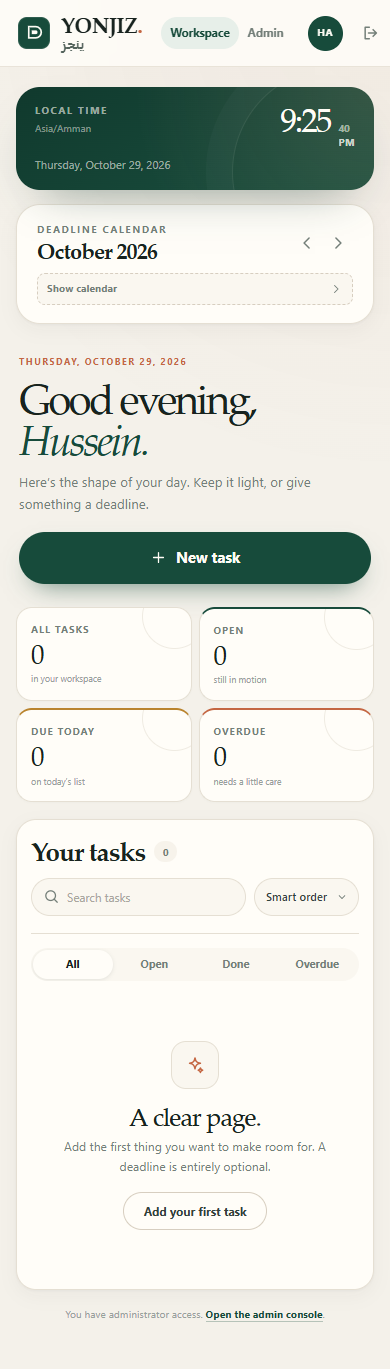 YONJIZ.
ينجز
Workspace
Admin
HA
LOCAL TIME
Asia/Amman
9:25 40 PM
Thursday, October 29, 2026
DEADLINE CALENDAR
October 2026
Show calendar
THURSDAY, OCTOBER 29, 2026
Good evening,
Hussein.
Here's the shape of your day. Keep it light, or give
something a deadline.
New task
ALL TASKS
0
in your workspace
OPEN
0
still in motion
DUE TODAY
0
on today's list
OVERDUE
0
needs a little care
Your tasks 0
Search tasks
Smart order
All
Open
Done
Overdue
A clear page.
Add the first thing you want to make room for. A
deadline is entirely optional.
Add your first task
You have administrator access. Open the admin console.